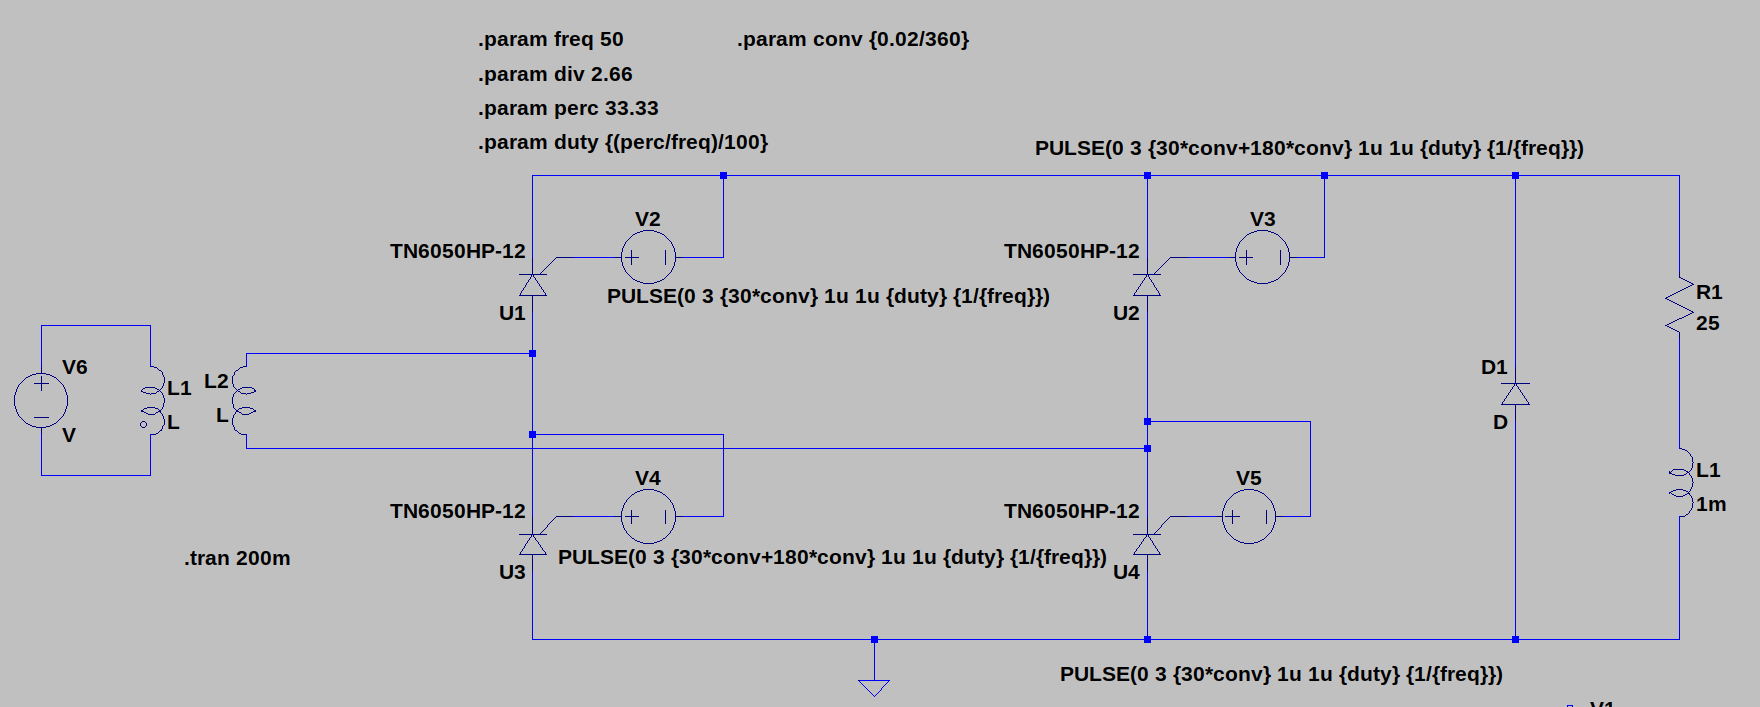 .param freq 50
.param conv {0.02/360}
.param div 2.66
.param perc 33.33
.param duty {(perc/freq)/100}
PULSE(0 3 {30*conv+180*conv} 1u 1u {duty} {1/{freq}})
V2
V3
TN6050HP-12
TN6050HP-12
PULSE(0 3 {30*conv} 1u 1u {duty} {1/{freq}})
R1
U1
U2
25
V6
D1
L2
L1
L
L
V
D
V4
V5
L1
TN6050HP-12
TN6050HP-12
1m
.tran 200m
PULSE(0 3 {30*conv+180*conv} 1u 1u {duty} {1/{freq}})
U3
U4
PULSE(0 3 {30*conv} 1u 1u {duty} {1/{freq}})